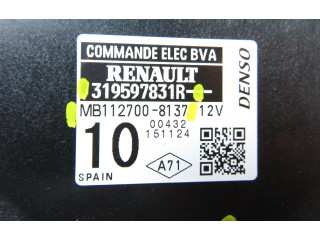 COMMANDE ELEC BVA
RENAULT
319597831R--
MB112700-8137 12V
00432
151124
10
A71
SPAIN
DENSO